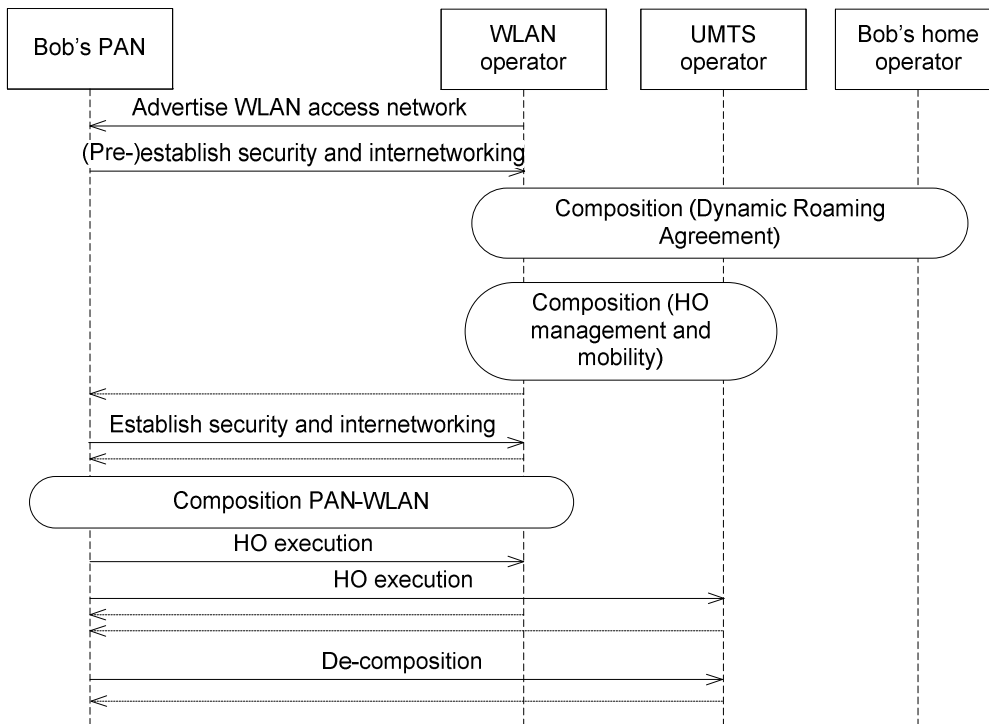 Bob's PAN
WLAN
operator
UMTS
operator
Bob's home
operator
Advertise WLAN access network
(Pre-)establish security and internetworking
Composition (Dynamic Roaming
Agreement)
Composition (HO
management and
mobility)
Establish security and internetworking
Composition PAN-WLAN
HO execution
HO execution
De-composition